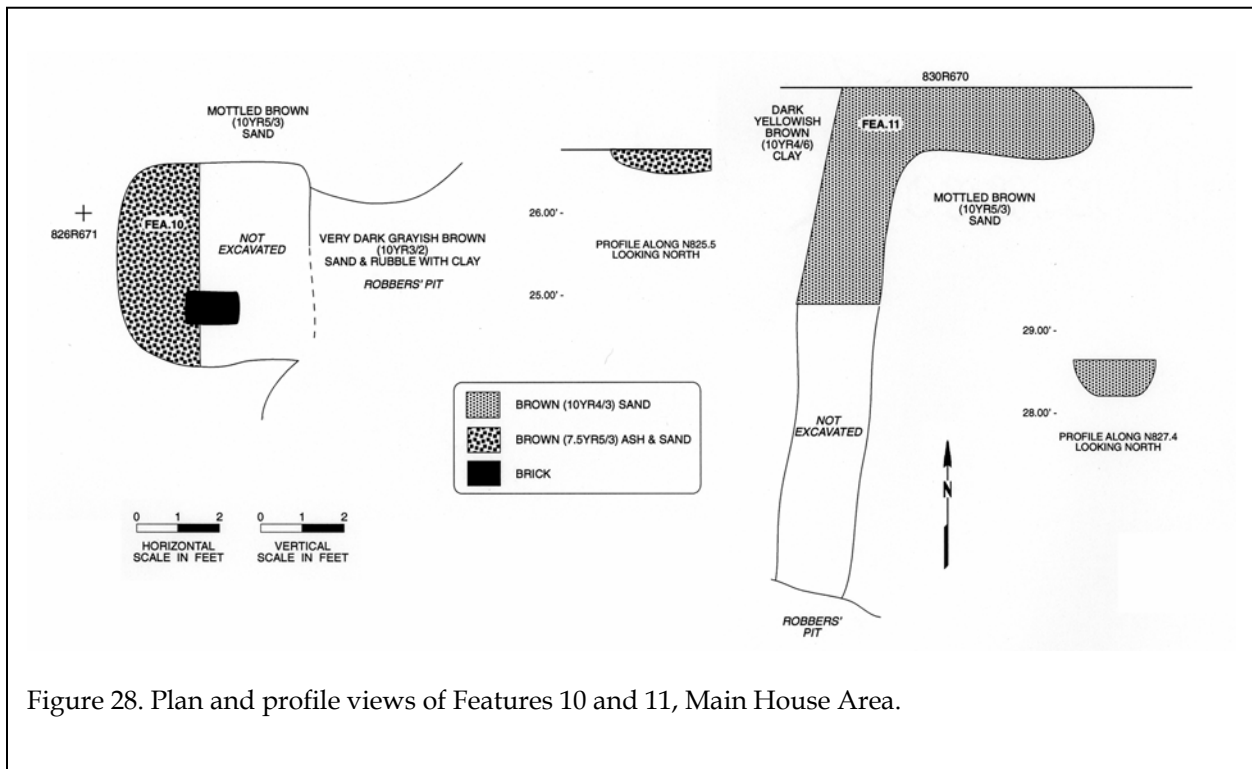 MOTTLED BROWN
(10YR5/3)
SAND
826R671
FEA.10
NOT
EXCAVATED
VERY DARK GRAYISH BROWN
(10YR3/2)
SAND & RUBBLE WITH CLAY
ROBBERS' PIT
26.00' -
25.00' -
PROFILE ALONG N825.5
LOOKING NORTH
830R670
DARK
YELLOWISH
BROWN
(10YR4/6)
CLAY
FEA.11
MOTTLED BROWN
(10YR5/3)
SAND
NOT
EXCAVATED
ROBBERS'
PIT
29.00' -
28.00' -
PROFILE ALONG N827.4
LOOKING NORTH
N
BROWN (10YR4/3) SAND
BROWN (7.5YR5/3) ASH & SAND
BRICK
0 1 2
HORIZONTAL
SCALE IN FEET
0 1 2
VERTICAL
SCALE IN FEET
Figure 28. Plan and profile views of Features 10 and 11, Main House Area.